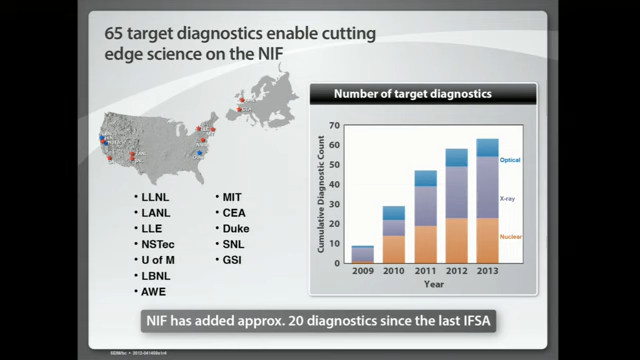 65 target diagnostics enable cutting
edge science on the NIF
Number of target diagnostics
Cumulative Diagnostic Count
70
60
50
40
30
20
10
0
Optical
X-ray
Nuclear
2009 2010 2011 2012 2013
Year
• LLNL
• LANL
• LLE
• NSTec
• U of M
• LBNL
• AWE
• MIT
• CEA
• Duke
• SNL
• GSI
NIF has added approx. 20 diagnostics since the last IFSA